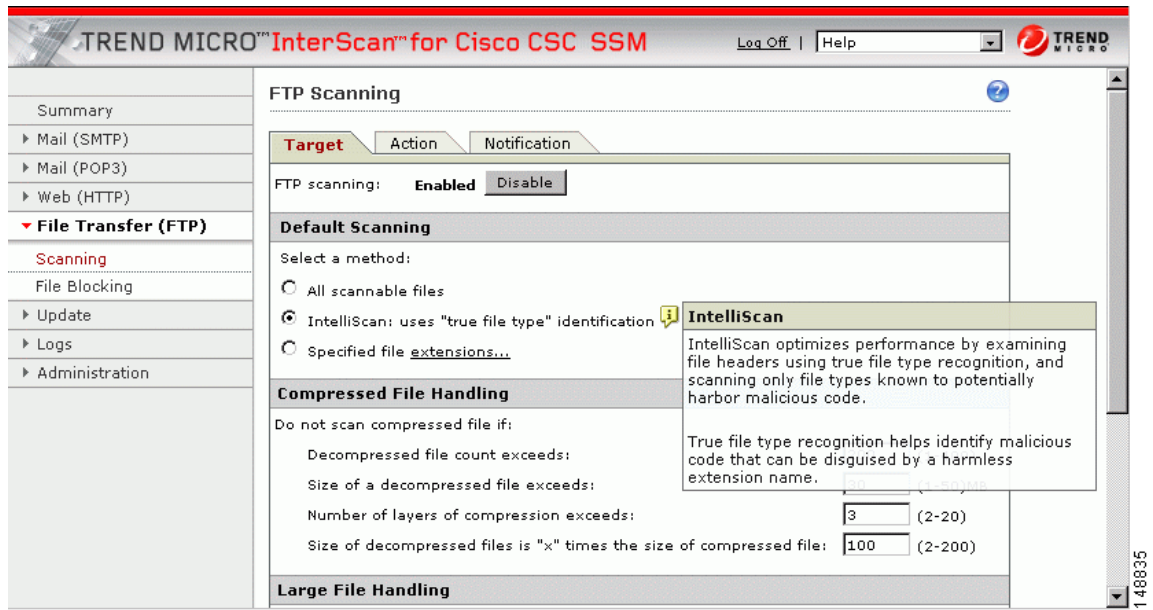 TREND MICRO™ InterScan™ for Cisco CSC SSM
Log Off | Help
TREND MICRO
Summary
Mail (SMTP)
Mail (POP3)
Web (HTTP)
File Transfer (FTP)
Scanning
File Blocking
Update
Logs
Administration
FTP Scanning
Target Action Notification
FTP scanning: Enabled Disable
Default Scanning
Select a method:
All scannable files
IntelliScan: uses "true file type" identification
Specified file extensions...
IntelliScan
IntelliScan optimizes performance by examining
file headers using true file type recognition, and
scanning only file types known to potentially
harbor malicious code.
True file type recognition helps identify malicious
code that can be disguised by a harmless
extension name.
Compressed File Handling
Do not scan compressed file if:
Decompressed file count exceeds:
Size of a decompressed file exceeds: 30 (1-50)MB
Number of layers of compression exceeds: 3 (2-20)
Size of decompressed files is "x" times the size of compressed file: 100 (2-200)
Large File Handling
148835